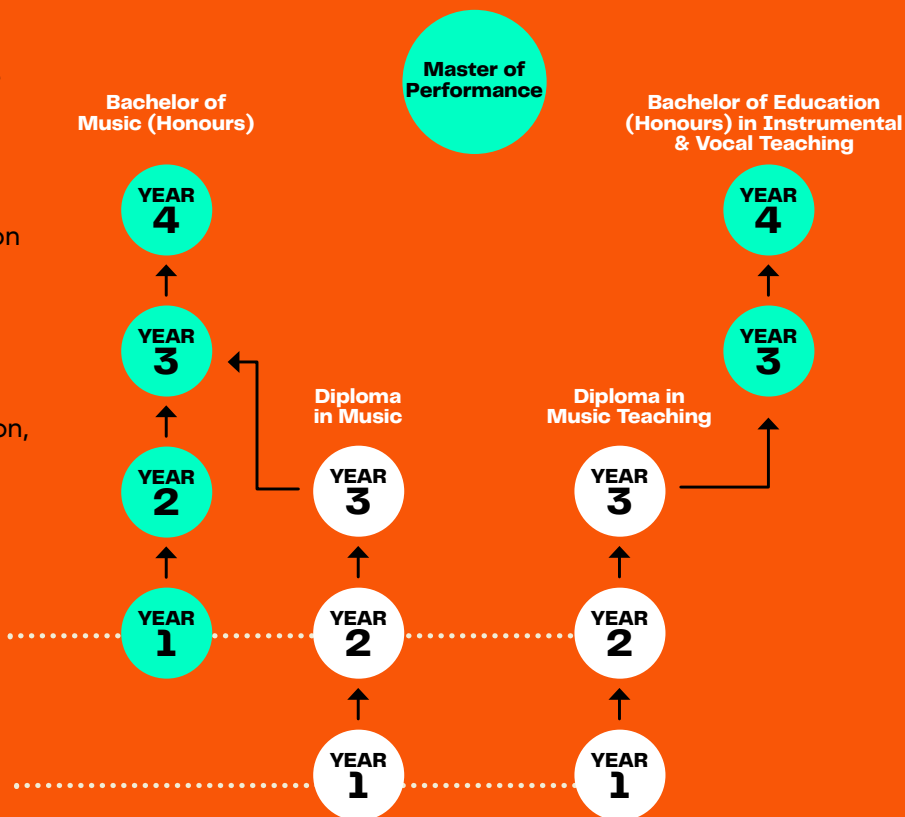 Master of
Performance
Bachelor of
Music (Honours)
Bachelor of Education
(Honours) in Instrumental
& Vocal Teaching
YEAR
4
YEAR
4
on
YEAR
3
YEAR
3
Diploma
in Music
Diploma in
Music Teaching
on,
YEAR
2
YEAR
3
YEAR
3
YEAR
1
YEAR
2
YEAR
2
YEAR
1
YEAR
1